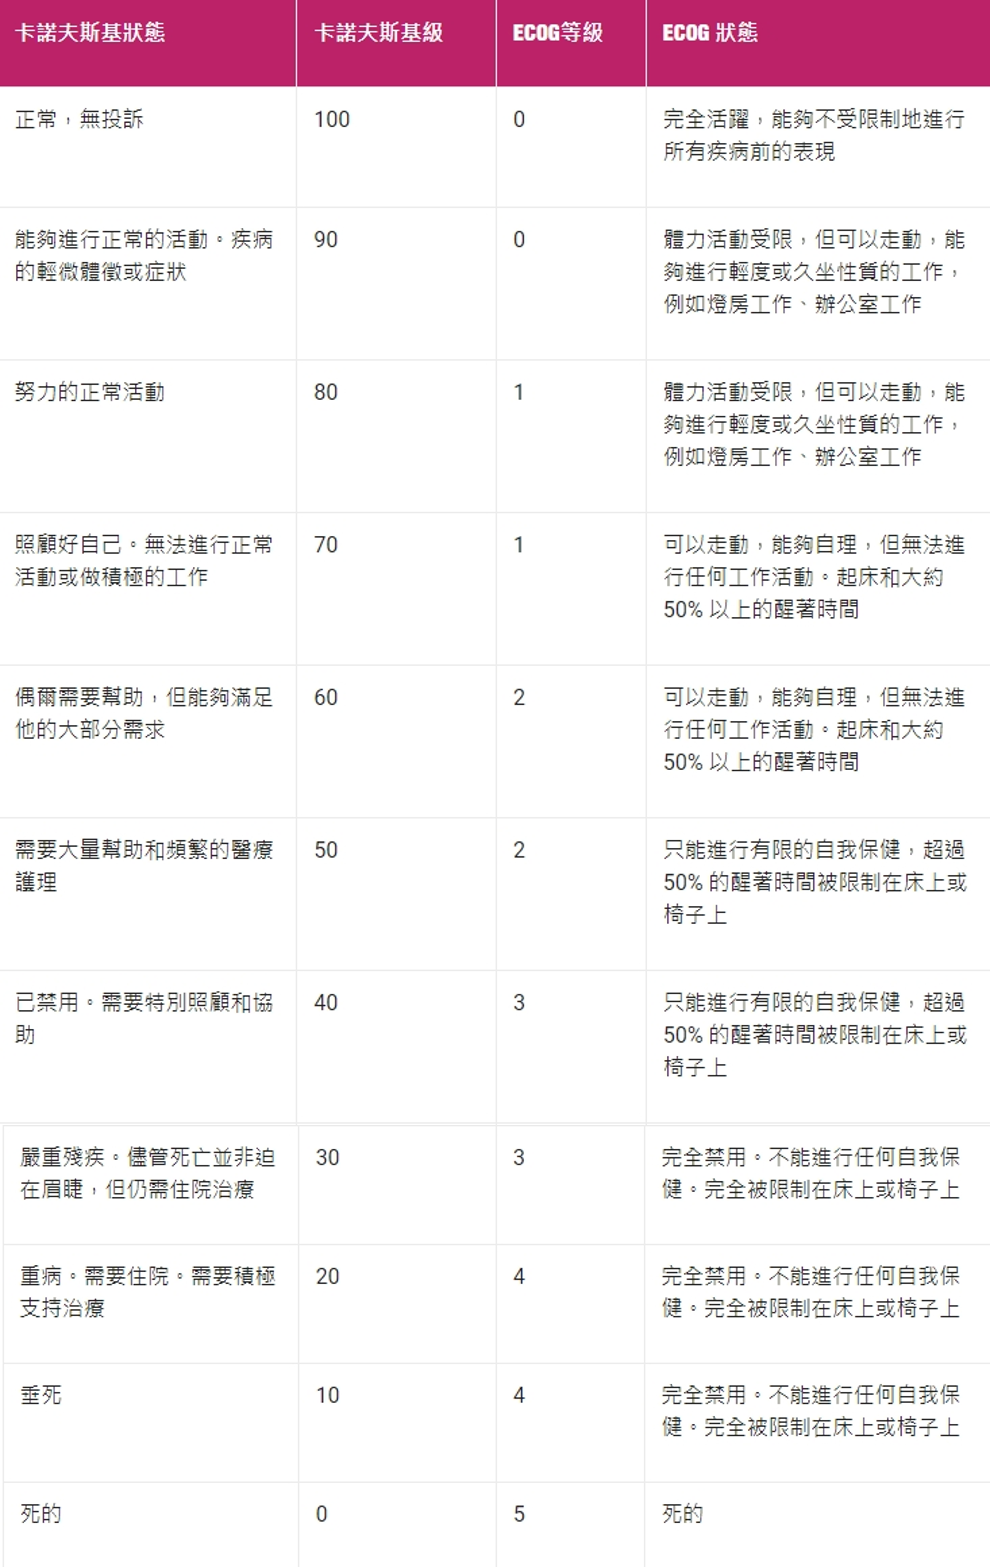 卡諾夫斯基狀態 卡諾夫斯基級 ECOG等級 ECOG 狀態
正常，無投訴 100 0 完全活躍，能夠不受限制地進行
所有疾病前的表現
能夠進行正常的活動。疾病 90 0 體力活動受限，但可以走動，能
的輕微體徵或症狀 夠進行輕度或久坐性質的工作，
例如燈房工作、辦公室工作
努力的正常活動 80 1 體力活動受限，但可以走動，能
夠進行輕度或久坐性質的工作，
例如燈房工作、辦公室工作
照顧好自己。無法進行正常 70 1 可以走動，能夠自理，但無法進
活動或做積極的工作 行任何工作活動。起床和大約
50% 以上的醒著時間
偶爾需要幫助，但能夠滿足 60 2 可以走動，能夠自理，但無法進
他的大部分需求 行任何工作活動。起床和大約
50% 以上的醒著時間
需要大量幫助和頻繁的醫療 50 2 只能進行有限的自我保健，超過
護理 50% 的醒著時間被限制在床上或
椅子上
已禁用。需要特別照顧和協 40 3 只能進行有限的自我保健，超過
助 50% 的醒著時間被限制在床上或
椅子上
嚴重殘疾。儘管死亡並非迫 30 3 完全禁用。不能進行任何自我保
在眉睫，但仍需住院治療 健。完全被限制在床上或椅子上
重病。需要住院。需要積極 20 4 完全禁用。不能進行任何自我保
支持治療 健。完全被限制在床上或椅子上
垂死 10 4 完全禁用。不能進行任何自我保
健。完全被限制在床上或椅子上
死的 0 5 死的